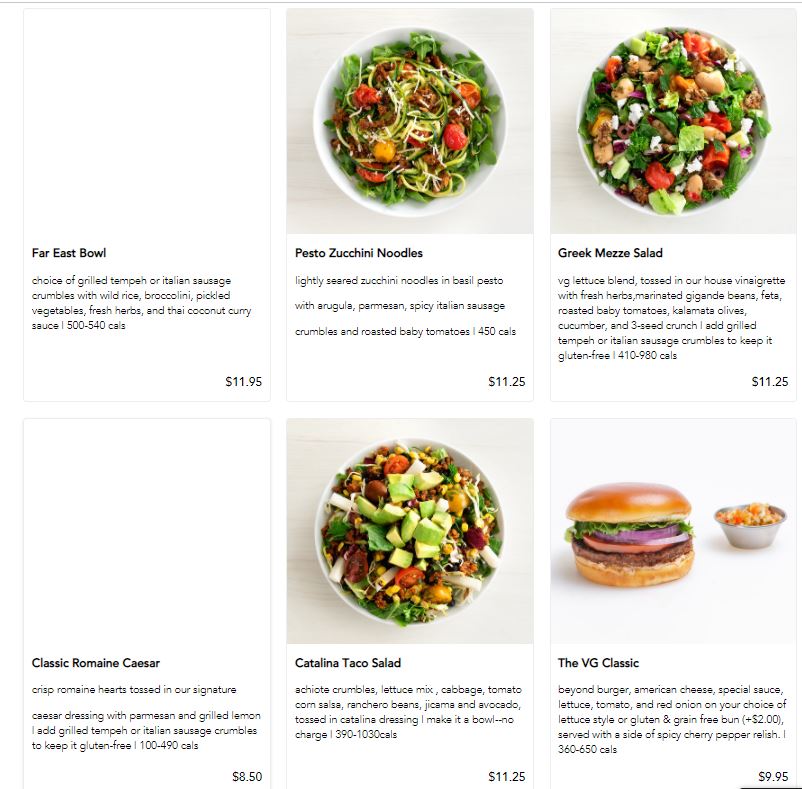 Far East Bowl
choice of grilled tempeh or italian sausage
crumbles with wild rice, broccolini, pickled
vegetables, fresh herbs, and thai coconut curry
sauce | 500-540 cals
$11.95
Pesto Zucchini Noodles
lightly seared zucchini noodles in basil pesto
with arugula, parmesan, spicy italian sausage
crumbles and roasted baby tomatoes | 450 cals
$11.25
Greek Mezze Salad
vg lettuce blend, tossed in our house vinaigrette
with fresh herbs,marinated gigande beans, feta,
roasted baby tomatoes, kalamata olives,
cucumber, and 3-seed crunch | add grilled
tempeh or italian sausage crumbles to keep it
gluten-free | 410-980 cals
$11.25
Classic Romaine Caesar
crisp romaine hearts tossed in our signature
caesar dressing with parmesan and grilled lemon
| add grilled tempeh or italian sausage crumbles
to keep it gluten-free | 100-490 cals
$8.50
Catalina Taco Salad
achiote crumbles, lettuce mix , cabbage, tomato
corn salsa, ranchero beans, jicama and avocado,
tossed in catalina dressing | make it a bowl--no
charge | 390-1030cals
$11.25
The VG Classic
beyond burger, american cheese, special sauce,
lettuce, tomato, and red onion on your choice of
lettuce style or gluten & grain free bun (+$2.00),
served with a side of spicy cherry pepper relish. |
360-650 cals
$9.95